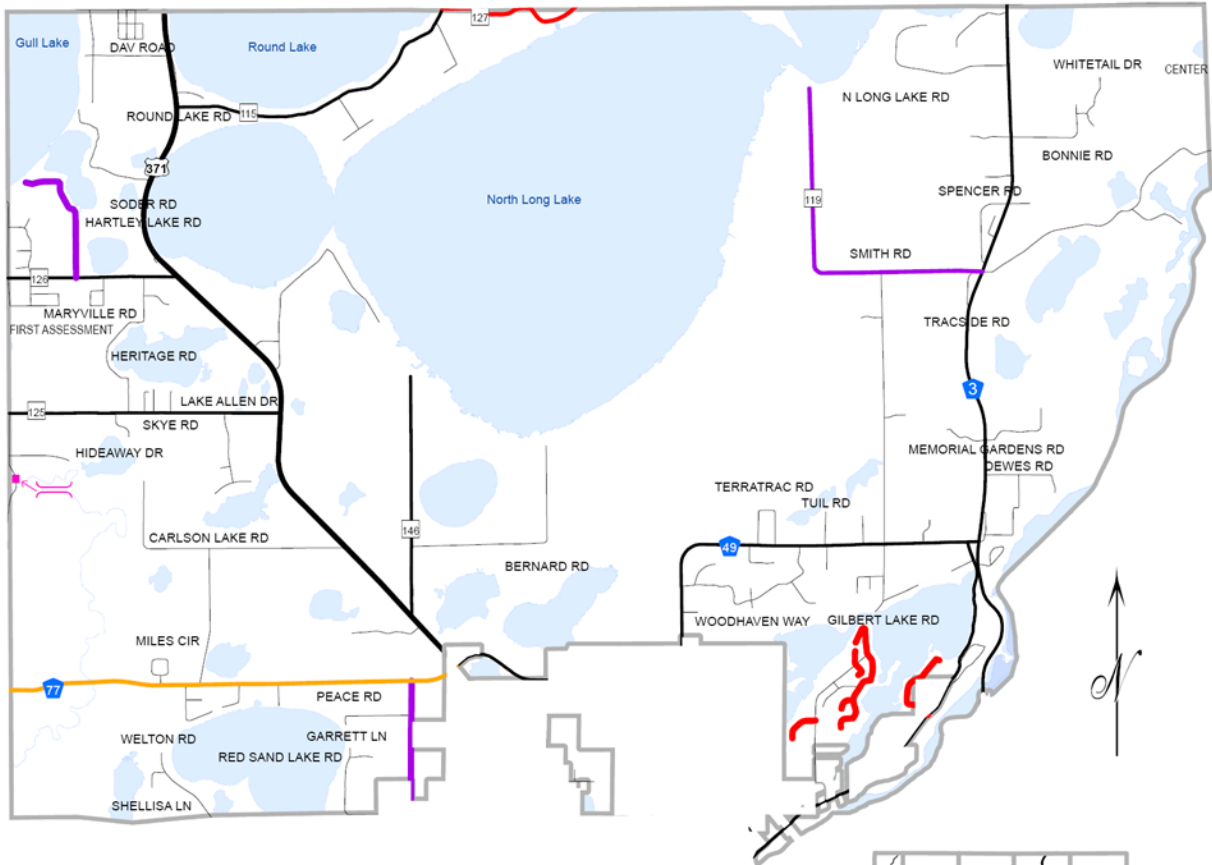 127
Gull Lake
DAV ROAD
Round Lake
WHITETAIL DR
CENTER
N LONG LAKE RD
ROUND LAKE RD
115
BONNIE RD
371
SPENCER RD
119
North Long Lake
SODER RD
HARTLEY LAKE RD
SMITH RD
126
MARYVILLE RD
FIRST ASSESSMENT
TRACSIDE RD
HERITAGE RD
3
LAKE ALLEN DR
125
SKYE RD
HIDEAWAY DR
MEMORIAL GARDENS RD
DEWES RD
TERRATRAC RD
TUIL RD
146
CARLSON LAKE RD
49
BERNARD RD
WOODHAVEN WAY
GILBERT LAKE RD
MILES CIR
77
PEACE RD
N
WELTON RD
GARRETT LN
RED SAND LAKE RD
SHELLISA LN